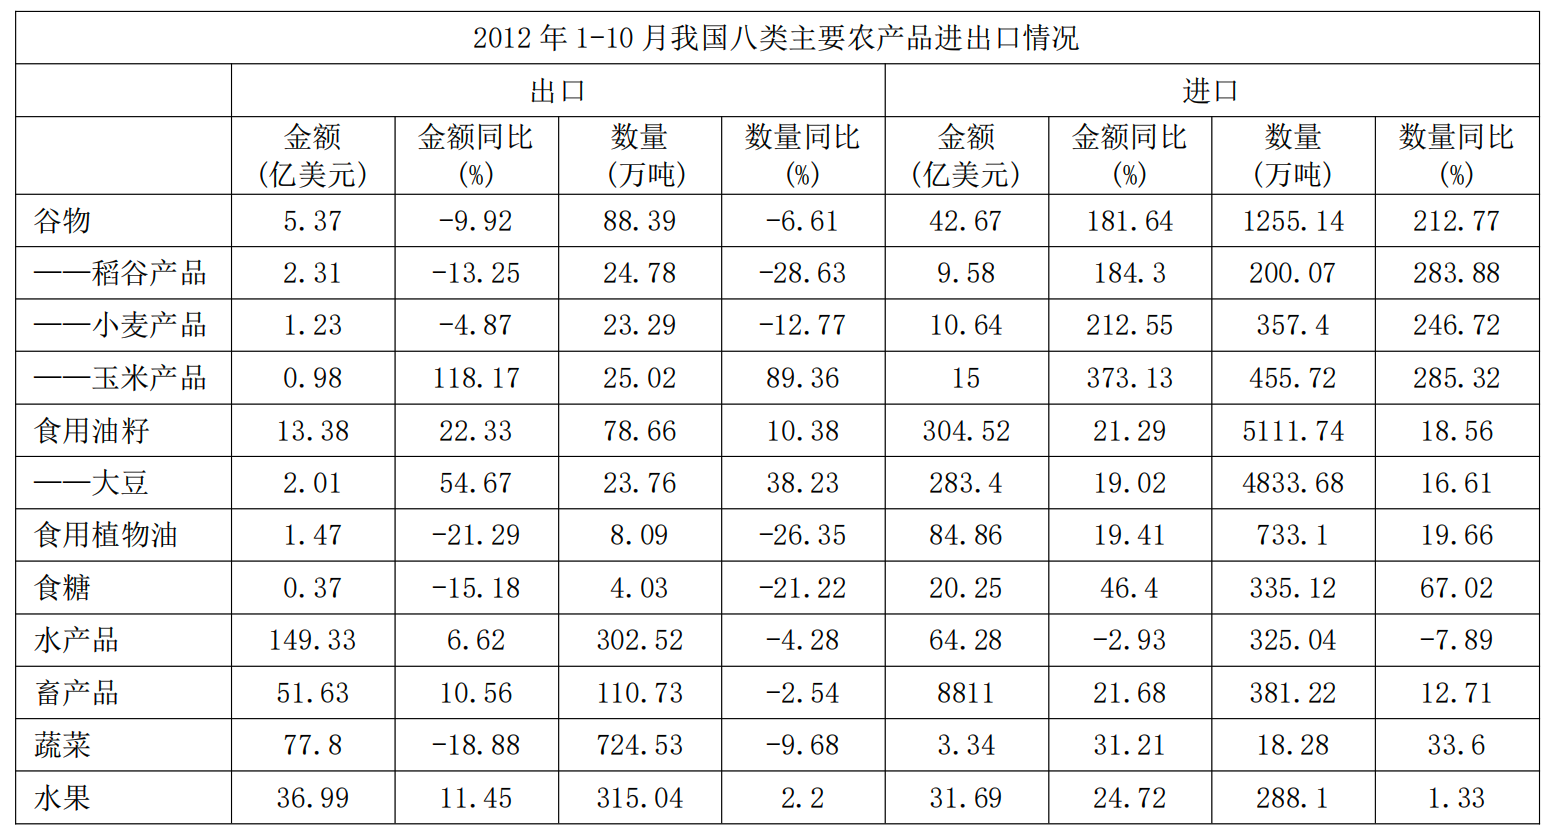 2012年1-10月我国八类主要农产品进出口情况
出口 进口
金额 金额同比 数量 数量同比 金额 金额同比 数量 数量同比
(亿美元) (%) (万吨) (%) (亿美元) (%) (万吨) (%)
谷物 5.37 -9.92 88.39 -6.61 42.67 181.64 1255.14 212.77
——稻谷产品 2.31 -13.25 24.78 -28.63 9.58 184.3 200.07 283.88
——小麦产品 1.23 -4.87 23.29 -12.77 10.64 212.55 357.4 246.72
——玉米产品 0.98 118.17 25.02 89.36 15 373.13 455.72 285.32
食用油籽 13.38 22.33 78.66 10.38 304.52 21.29 5111.74 18.56
——大豆 2.01 54.67 23.76 38.23 283.4 19.02 4833.68 16.61
食用植物油 1.47 -21.29 8.09 -26.35 84.86 19.41 733.1 19.66
食糖 0.37 -15.18 4.03 -21.22 20.25 46.4 335.12 67.02
水产品 149.33 6.62 302.52 -4.28 64.28 -2.93 325.04 -7.89
畜产品 51.63 10.56 110.73 -2.54 8811 21.68 381.22 12.71
蔬菜 77.8 -18.88 724.53 -9.68 3.34 31.21 18.28 33.6
水果 36.99 11.45 315.04 2.2 31.69 24.72 288.1 1.33